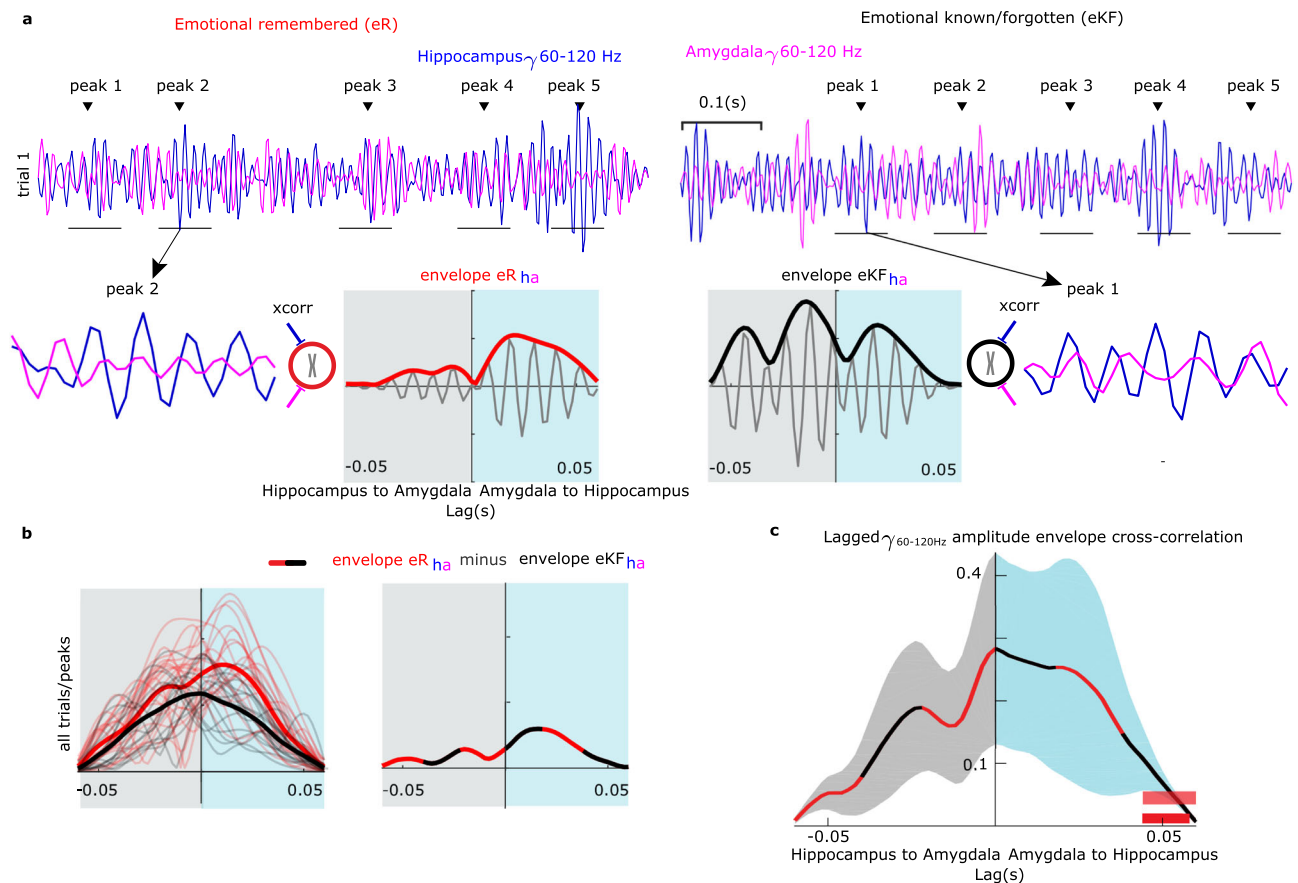 a
Emotional remembered (eR)
Emotional known/forgotten (eKF)
Hippocampus γ 60-120 Hz
Amygdala γ 60-120 Hz
peak 1 peak 2 peak 3 peak 4 peak 5
peak 1 peak 2 peak 3 peak 4 peak 5
0.1(s)
trial 1
peak 2
xcorr
envelope eR ha
envelope eKF ha
xcorr
peak 1
-0.05 0.05
-0.05 0.05
Hippocampus to Amygdala Amygdala to Hippocampus
Lag(s)
b
envelope eR ha minus envelope eKF ha
all trials/peaks
-0.05 0.05
-0.05 0.05
c
Lagged γ 60-120Hz amplitude envelope cross-correlation
0.4
0.1
-0.05 0.05
Hippocampus to Amygdala Amygdala to Hippocampus
Lag(s)